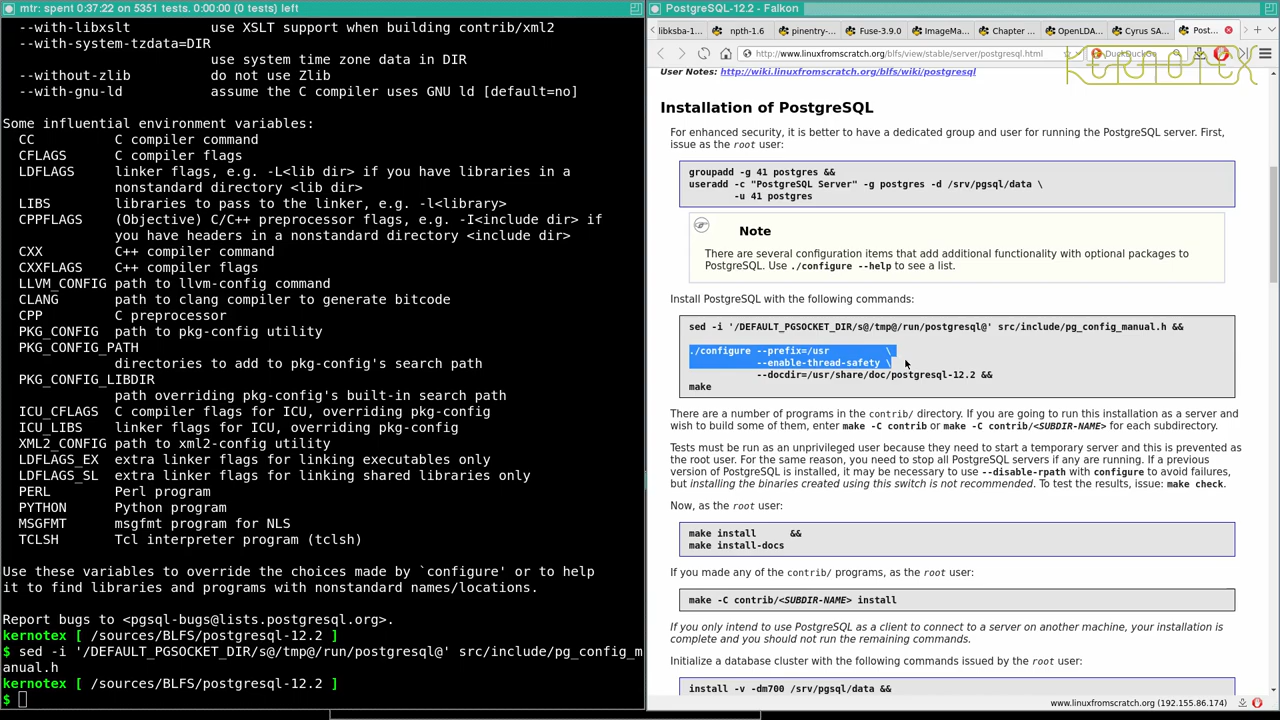 mtr: spent 0:37:22 on 5351 tests. 0:00:00 (0 tests) left
--with-libxslt use XSLT support when building contrib/xml2
--with-system-tzdata=DIR
use system time zone data in DIR
--without-zlib do not use Zlib
--with-gnu-ld assume the C compiler uses GNU ld [default=no]
Some influential environment variables:
CC C compiler command
CFLAGS C compiler flags
LDFLAGS linker flags, e.g. -L<lib dir> if you have libraries in a
nonstandard directory <lib dir>
LIBS libraries to pass to the linker, e.g. -l<library>
CPPFLAGS (Objective) C/C++ preprocessor flags, e.g. -I<include dir> if
you have headers in a nonstandard directory <include dir>
CXX C++ compiler command
CXXFLAGS C++ compiler flags
LLVM_CONFIG path to llvm-config command
CLANG path to clang compiler to generate bitcode
CPP C preprocessor
PKG_CONFIG path to pkg-config utility
PKG_CONFIG_PATH
directories to add to pkg-config's search path
PKG_CONFIG_LIBDIR
path overriding pkg-config's built-in search path
ICU_CFLAGS C compiler flags for ICU, overriding pkg-config
ICU_LIBS linker flags for ICU, overriding pkg-config
XML2_CONFIG path to xml2-config utility
LDFLAGS_EX extra linker flags for linking executables only
LDFLAGS_SL extra linker flags for linking shared libraries only
PERL Perl program
PYTHON Python program
MSGFMT msgfmt program for NLS
TCLSH Tcl interpreter program (tclsh)
Use these variables to override the choices made by `configure' or to help
it to find libraries and programs with nonstandard names/locations.
Report bugs to <pgsql-bugs@lists.postgresql.org>.
kernotex [ /sources/BLFS/postgresql-12.2 ]
$ sed -i '/DEFAULT_PGSOCKET_DIR/s@/tmp@/run/postgresql@' src/include/pg_config_m
anual.h
kernotex [ /sources/BLFS/postgresql-12.2 ]
$
PostgreSQL-12.2 - Falkon
libksba-1... npth-1.6 pinentry-... Fuse-3.9.0 ImageMa... Chapter ... OpenLDA... Cyrus SA... Post...
http://www.linuxfromscratch.org/blfs/view/stable/server/postgresql.html DuckDuckGo
KERNOTEX
User Notes: http://wiki.linuxfromscratch.org/blfs/wiki/postgresql
Installation of PostgreSQL
For enhanced security, it is better to have a dedicated group and user for running the PostgreSQL server. First,
issue as the root user:
groupadd -g 41 postgres &&
useradd -c "PostgreSQL Server" -g postgres -d /srv/pgsql/data \
-u 41 postgres
Note
There are several configuration items that add additional functionality with optional packages to
PostgreSQL. Use ./configure --help to see a list.
Install PostgreSQL with the following commands:
sed -i '/DEFAULT_PGSOCKET_DIR/s@/tmp@/run/postgresql@' src/include/pg_config_manual.h &&
./configure --prefix=/usr \
--enable-thread-safety \
--docdir=/usr/share/doc/postgresql-12.2 &&
make
There are a number of programs in the contrib/ directory. If you are going to run this installation as a server and
wish to build some of them, enter make -C contrib or make -C contrib/<SUBDIR-NAME> for each subdirectory.
Tests must be run as an unprivileged user because they need to start a temporary server and this is prevented as
the root user. For the same reason, you need to stop all PostgreSQL servers if any are running. If a previous
version of PostgreSQL is installed, it may be necessary to use --disable-rpath with configure to avoid failures,
but installing the binaries created using this switch is not recommended. To test the results, issue: make check.
Now, as the root user:
make install &&
make install-docs
If you made any of the contrib/ programs, as the root user:
make -C contrib/<SUBDIR-NAME> install
If you only intend to use PostgreSQL as a client to connect to a server on another machine, your installation is
complete and you should not run the remaining commands.
Initialize a database cluster with the following commands issued by the root user:
install -v -dm700 /srv/pgsql/data &&
www.linuxfromscratch.org (192.155.86.174)